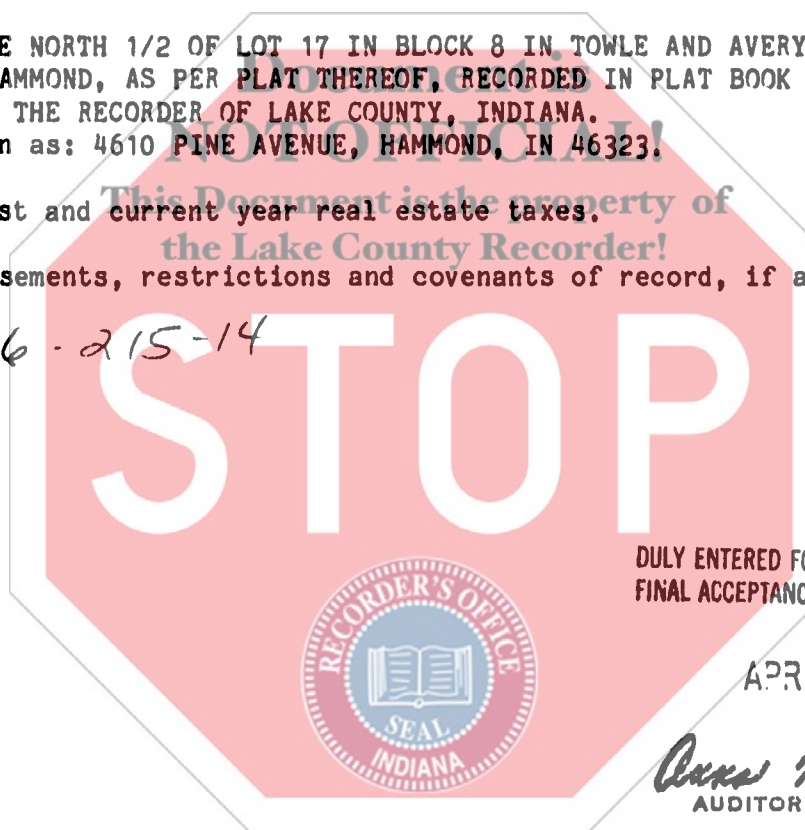 E NORTH 1/2 OF LOT 17 IN BLOCK 8 IN TOWLE AND AVERY
AMMOND, AS PER PLAT THEREOF, RECORDED IN PLAT BOOK
THE RECORDER OF LAKE COUNTY, INDIANA.
n as: 4610 PINE AVENUE, HAMMOND, IN 46323.
Document is
NOT OFFICIAL!
This Document is the property of
the Lake County Recorder!
st and current year real estate taxes.
sements, restrictions and covenants of record, if a
6 - 215-14
STOP
DULY ENTERED FO
FINAL ACCEPTANC
APR
RECORDER'S OFFICE
SEAL
INDIANA
AUDITOR